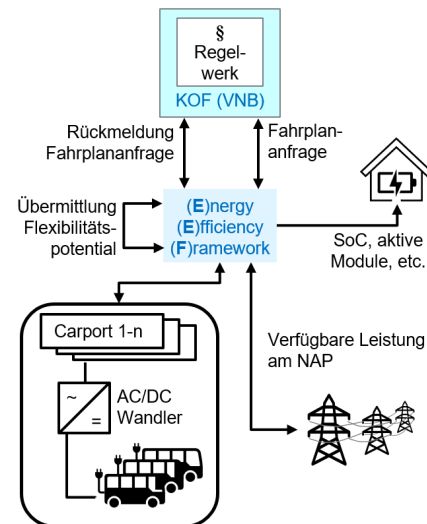 §
Regel-
werk
KOF (VNB)
Rückmeldung
Fahrplananfrage
Fahrplan-
anfrage
Übermittlung
Flexibilitäts-
potential
(E)nergy
(E)fficiency
(F)ramework
SoC, aktive
Module, etc.
Carport 1-n
~
=
AC/DC
Wandler
Verfügbare Leistung
am NAP